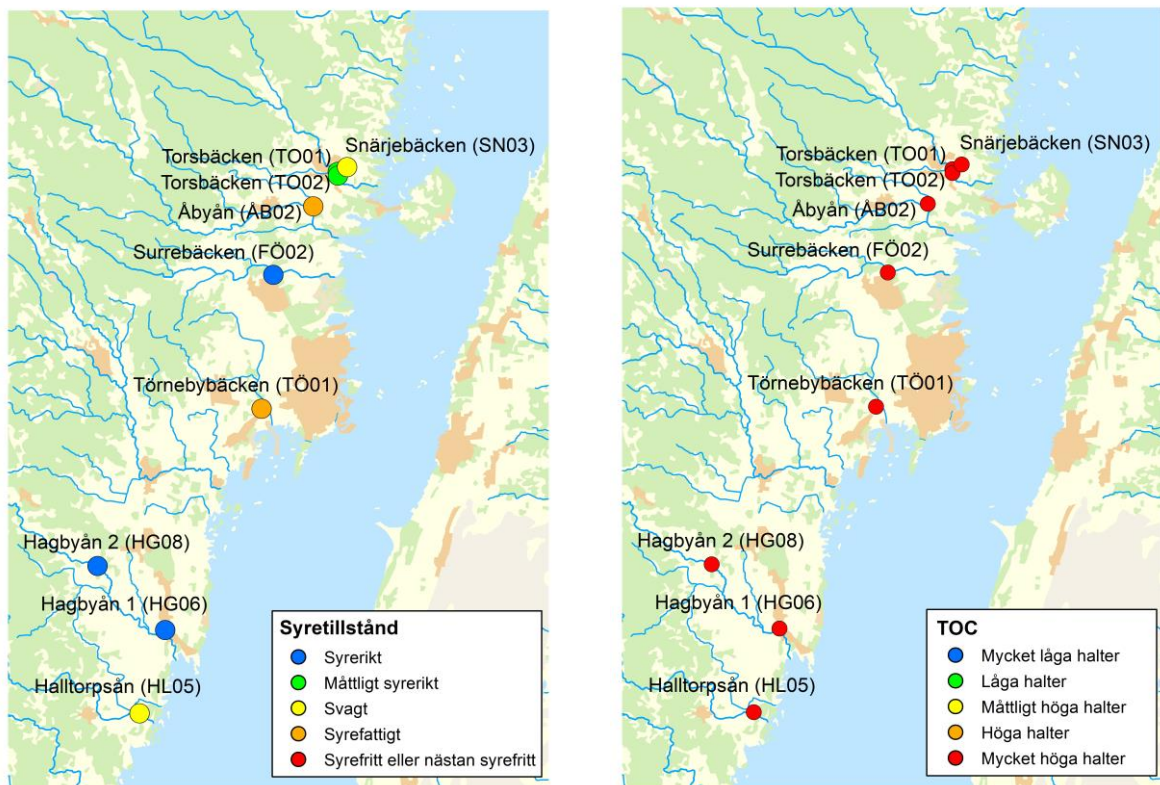 Snärjebäcken (SN03)
Torsbäcken (TO01)
Torsbäcken (TO02)
Åbyån (ÅB02)
Surrebäcken (FÖ02)
Törnebybäcken (TÖ01)
Hagbyån 2 (HG08)
Hagbyån 1 (HG06)
Halltorpsån (HL05)
Syretillstånd
Syrerikt
Måttligt syrerikt
Svagt
Syrefattigt
Syrefritt eller nästan syrefritt
Snärjebäcken (SN03)
Torsbäcken (TO01)
Torsbäcken (TO02)
Åbyån (ÅB02)
Surrebäcken (FÖ02)
Törnebybäcken (TÖ01)
Hagbyån 2 (HG08)
Hagbyån 1 (HG06)
Halltorpsån (HL05)
TOC
Mycket låga halter
Låga halter
Måttligt höga halter
Höga halter
Mycket höga halter